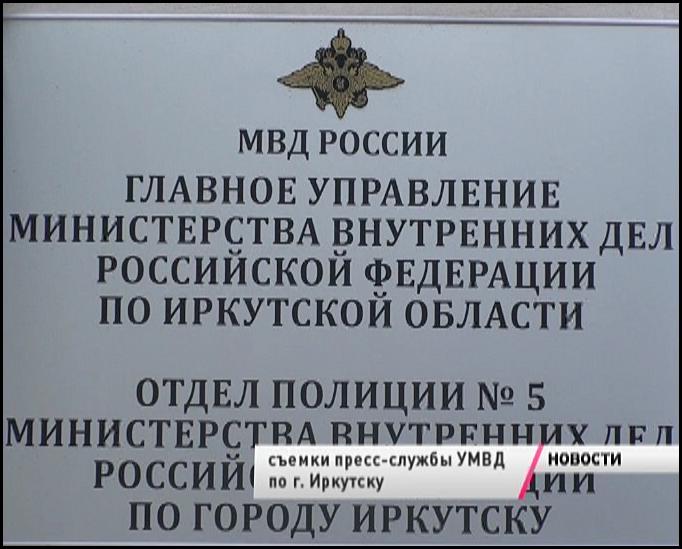 МВД РОССИИ
ГЛАВНОЕ УПРАВЛЕНИЕ
МИНИСТЕРСТВА ВНУТРЕННИХ ДЕЛ
РОССИЙСКОЙ ФЕДЕРАЦИИ
ПО ИРКУТСКОЙ ОБЛАСТИ
ОТДЕЛ ПОЛИЦИИ № 5
МИНИСТЕРСТВА ВНУТРЕННИХ ДЕЛ
съемки пресс-службы УМВД
по г. Иркутску
НОВОСТИ
ПО ГОРОДУ ИРКУТСКУ